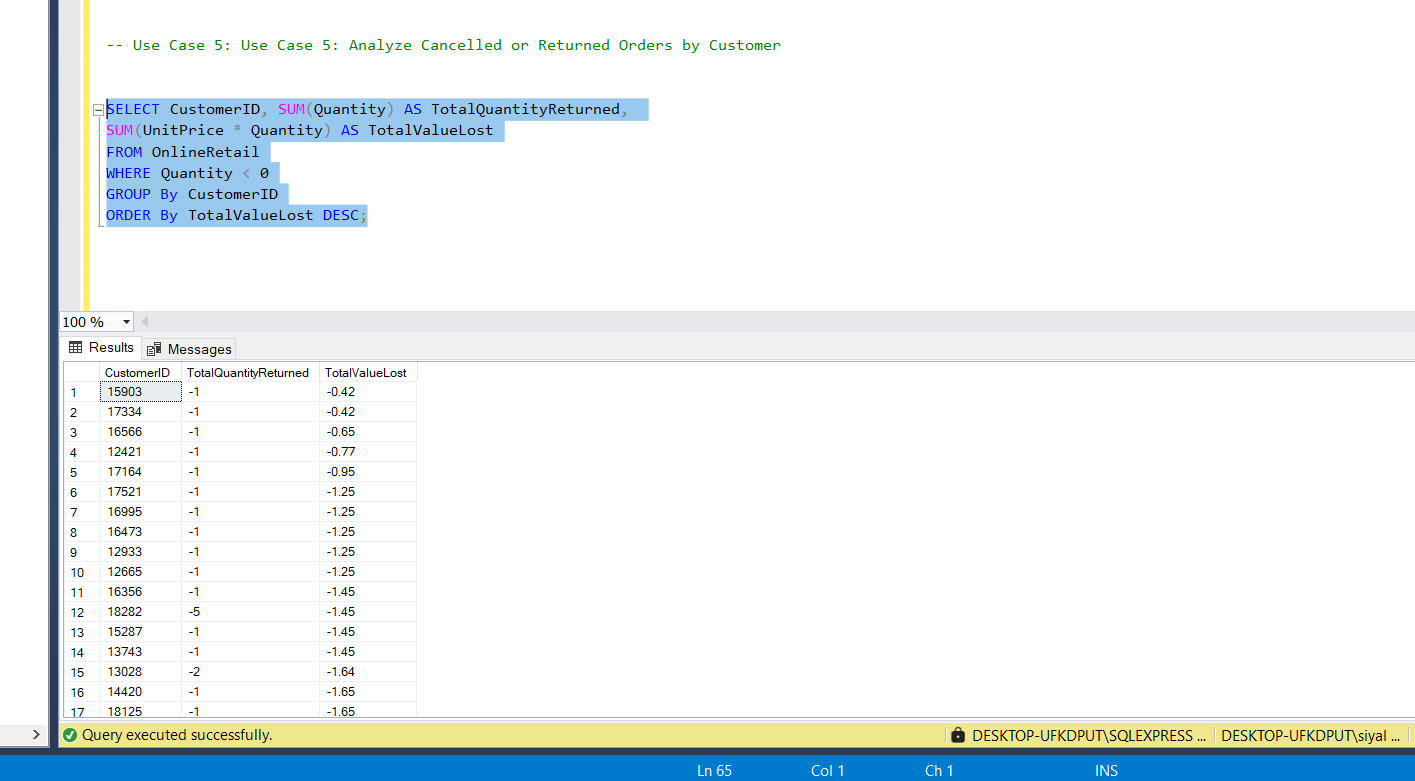 -- Use Case 5: Use Case 5: Analyze Cancelled or Returned Orders by Customer
SELECT CustomerID, SUM(Quantity) AS TotalQuantityReturned,
SUM(UnitPrice * Quantity) AS TotalValueLost
FROM OnlineRetail
WHERE Quantity < 0
GROUP By CustomerID
ORDER By TotalValueLost DESC;
100 %
Results Messages
CustomerID TotalQuantityReturned TotalValueLost
1 15903 -1 -0.42
2 17334 -1 -0.42
3 16566 -1 -0.65
4 12421 -1 -0.77
5 17164 -1 -0.95
6 17521 -1 -1.25
7 16995 -1 -1.25
8 16473 -1 -1.25
9 12933 -1 -1.25
10 12665 -1 -1.25
11 16356 -1 -1.45
12 18282 -5 -1.45
13 15287 -1 -1.45
14 13743 -1 -1.45
15 13028 -2 -1.64
16 14420 -1 -1.65
17 18125 -1 -1.65
Query executed successfully. DESKTOP-UFKDPUT\SQLEXPRESS ... DESKTOP-UFKDPUT\siyal ...
Ln 65 Col 1 Ch 1 INS